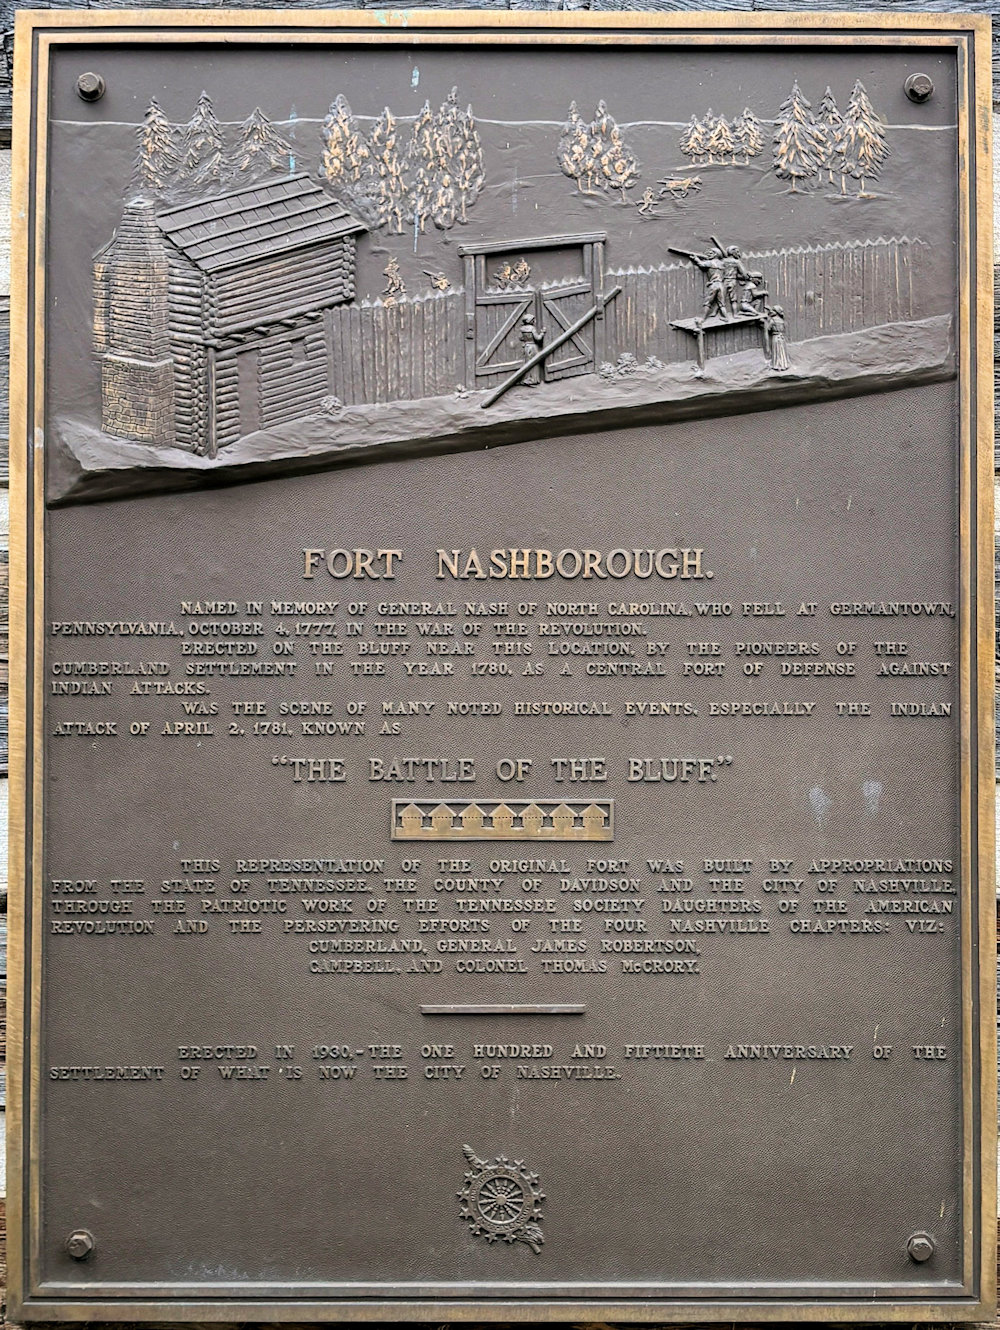 FORT NASHBOROUGH.
NAMED IN MEMORY OF GENERAL NASH OF NORTH CAROLINA, WHO FELL AT GERMANTOWN,
PENNSYLVANIA, OCTOBER 4, 1777, IN THE WAR OF THE REVOLUTION.
ERECTED ON THE BLUFF NEAR THIS LOCATION, BY THE PIONEERS OF THE
CUMBERLAND SETTLEMENT IN THE YEAR 1780, AS A CENTRAL FORT OF DEFENSE AGAINST
INDIAN ATTACKS.
WAS THE SCENE OF MANY NOTED HISTORICAL EVENTS, ESPECIALLY THE INDIAN
ATTACK OF APRIL 2, 1781, KNOWN AS
"THE BATTLE OF THE BLUFF."
THIS REPRESENTATION OF THE ORIGINAL FORT WAS BUILT BY APPROPRIATIONS
FROM THE STATE OF TENNESSEE, THE COUNTY OF DAVIDSON AND THE CITY OF NASHVILLE,
THROUGH THE PATRIOTIC WORK OF THE TENNESSEE SOCIETY DAUGHTERS OF THE AMERICAN
REVOLUTION AND THE PERSEVERING EFFORTS OF THE FOUR NASHVILLE CHAPTERS: VIZ:
CUMBERLAND, GENERAL JAMES ROBERTSON,
CAMPBELL, AND COLONEL THOMAS McCRORY.
ERECTED IN 1930,-THE ONE HUNDRED AND FIFTIETH ANNIVERSARY OF THE
SETTLEMENT OF WHAT IS NOW THE CITY OF NASHVILLE.